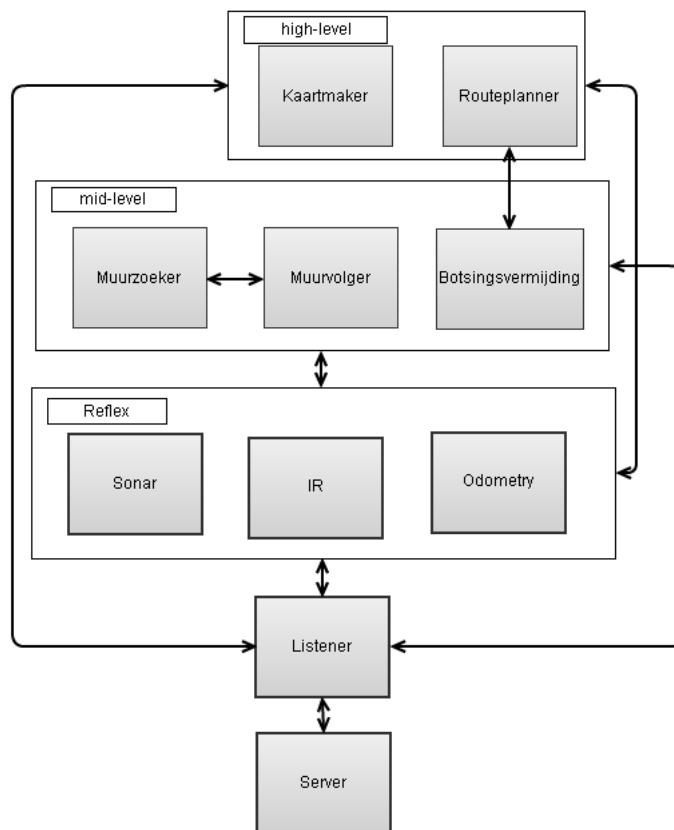 high-level
Kaartmaker
Routeplanner
mid-level
Muurzoeker
Muurvolger
Botsingsvermijding
Reflex
Sonar
IR
Odometry
Listener
Server